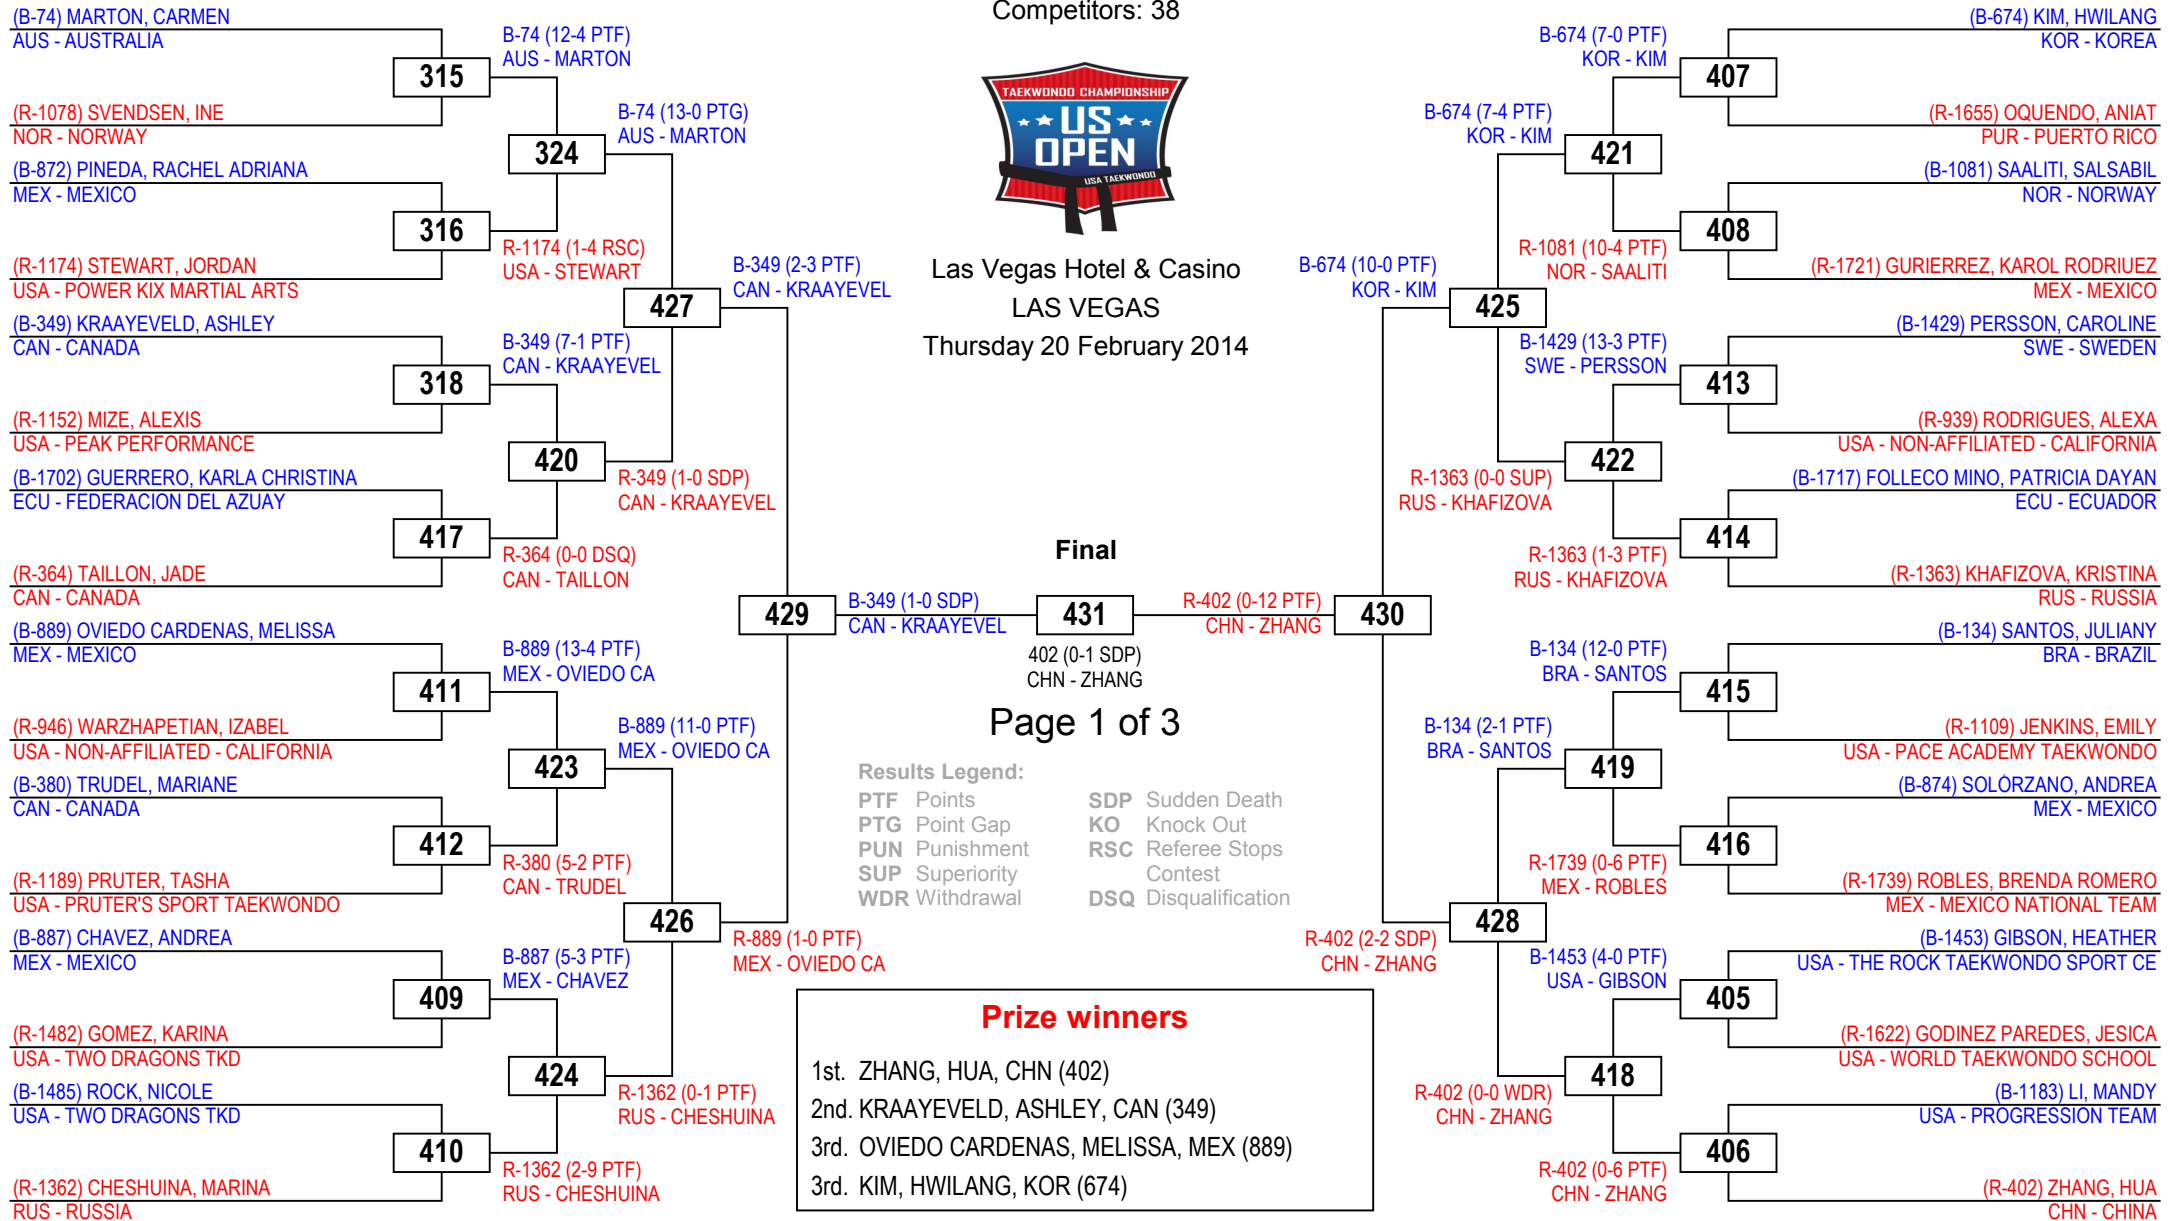 Competitors: 38
TAEKWONDO CHAMPIONSHIP
US
OPEN
USA TAEKWONDO
Las Vegas Hotel & Casino
LAS VEGAS
Thursday 20 February 2014
(B-74) MARTON, CARMEN
AUS - AUSTRALIA
315
(R-1078) SVENDSEN, INE
NOR - NORWAY
(B-872) PINEDA, RACHEL ADRIANA
MEX - MEXICO
316
(R-1174) STEWART, JORDAN
USA - POWER KIX MARTIAL ARTS
(B-349) KRAAYEVELD, ASHLEY
CAN - CANADA
318
(R-1152) MIZE, ALEXIS
USA - PEAK PERFORMANCE
(B-1702) GUERRERO, KARLA CHRISTINA
ECU - FEDERACION DEL AZUAY
417
(R-364) TAILLON, JADE
CAN - CANADA
(B-889) OVIEDO CARDENAS, MELISSA
MEX - MEXICO
411
(R-946) WARZHAPETIAN, IZABEL
USA - NON-AFFILIATED - CALIFORNIA
(B-380) TRUDEL, MARIANE
CAN - CANADA
412
(R-1189) PRUTER, TASHA
USA - PRUTER'S SPORT TAEKWONDO
(B-887) CHAVEZ, ANDREA
MEX - MEXICO
409
(R-1482) GOMEZ, KARINA
USA - TWO DRAGONS TKD
(B-1485) ROCK, NICOLE
USA - TWO DRAGONS TKD
410
(R-1362) CHESHUINA, MARINA
RUS - RUSSIA
B-74 (12-4 PTF)
AUS - MARTON
324
R-1174 (1-4 RSC)
USA - STEWART
B-349 (7-1 PTF)
CAN - KRAAYEVEL
420
R-364 (0-0 DSQ)
CAN - TAILLON
B-889 (13-4 PTF)
MEX - OVIEDO CA
423
R-380 (5-2 PTF)
CAN - TRUDEL
B-887 (5-3 PTF)
MEX - CHAVEZ
424
R-1362 (2-9 PTF)
RUS - CHESHUINA
B-74 (13-0 PTG)
AUS - MARTON
427
R-349 (1-0 SDP)
CAN - KRAAYEVEL
B-889 (11-0 PTF)
MEX - OVIEDO CA
426
R-1362 (0-1 PTF)
RUS - CHESHUINA
B-349 (2-3 PTF)
CAN - KRAAYEVEL
429
R-889 (1-0 PTF)
MEX - OVIEDO CA
Final
B-349 (1-0 SDP)
CAN - KRAAYEVEL
431
R-402 (0-12 PTF)
CHN - ZHANG
402 (0-1 SDP)
CHN - ZHANG
Page 1 of 3
Results Legend:
PTF Points
PTG Point Gap
PUN Punishment
SUP Superiority
WDR Withdrawal
SDP Sudden Death
KO Knock Out
RSC Referee Stops
Contest
DSQ Disqualification
B-674 (10-0 PTF)
KOR - KIM
430
R-402 (2-2 SDP)
CHN - ZHANG
B-674 (7-4 PTF)
KOR - KIM
425
R-1363 (0-0 SUP)
RUS - KHAFIZOVA
B-134 (2-1 PTF)
BRA - SANTOS
428
R-402 (0-0 WDR)
CHN - ZHANG
B-674 (7-0 PTF)
KOR - KIM
421
R-1081 (10-4 PTF)
NOR - SAALITI
B-1429 (13-3 PTF)
SWE - PERSSON
422
R-1363 (1-3 PTF)
RUS - KHAFIZOVA
B-134 (12-0 PTF)
BRA - SANTOS
419
R-1739 (0-6 PTF)
MEX - ROBLES
B-1453 (4-0 PTF)
USA - GIBSON
418
R-402 (0-6 PTF)
CHN - ZHANG
(B-674) KIM, HWILANG
KOR - KOREA
407
(R-1655) OQUENDO, ANIAT
PUR - PUERTO RICO
(B-1081) SAALITI, SALSABIL
NOR - NORWAY
408
(R-1721) GURIERREZ, KAROL RODRIUEZ
MEX - MEXICO
(B-1429) PERSSON, CAROLINE
SWE - SWEDEN
413
(R-939) RODRIGUES, ALEXA
USA - NON-AFFILIATED - CALIFORNIA
(B-1717) FOLLECO MINO, PATRICIA DAYAN
ECU - ECUADOR
414
(R-1363) KHAFIZOVA, KRISTINA
RUS - RUSSIA
(B-134) SANTOS, JULIANY
BRA - BRAZIL
415
(R-1109) JENKINS, EMILY
USA - PACE ACADEMY TAEKWONDO
(B-874) SOLÓRZANO, ANDREA
MEX - MEXICO
416
(R-1739) ROBLES, BRENDA ROMERO
MEX - MEXICO NATIONAL TEAM
(B-1453) GIBSON, HEATHER
USA - THE ROCK TAEKWONDO SPORT CE
405
(R-1622) GODINEZ PAREDES, JESICA
USA - WORLD TAEKWONDO SCHOOL
(B-1183) LI, MANDY
USA - PROGRESSION TEAM
406
(R-402) ZHANG, HUA
CHN - CHINA
Prize winners
1st. ZHANG, HUA, CHN (402)
2nd. KRAAYEVELD, ASHLEY, CAN (349)
3rd. OVIEDO CARDENAS, MELISSA, MEX (889)
3rd. KIM, HWILANG, KOR (674)